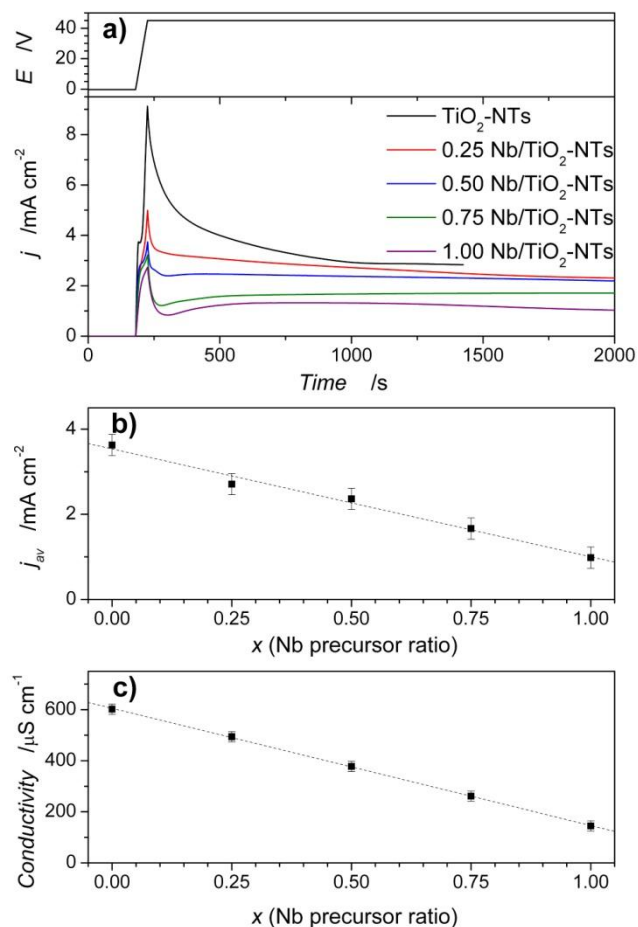 a)
E /V
40
20
0
j /mA cm⁻²
8
6
4
2
0
TiO₂-NTs
0.25 Nb/TiO₂-NTs
0.50 Nb/TiO₂-NTs
0.75 Nb/TiO₂-NTs
1.00 Nb/TiO₂-NTs
0 500 1000 1500 2000
Time /s
b)
j_av /mA cm⁻²
4
2
0
0.00 0.25 0.50 0.75 1.00
x (Nb precursor ratio)
c)
Conductivity /μS cm⁻¹
600
400
200
0
0.00 0.25 0.50 0.75 1.00
x (Nb precursor ratio)